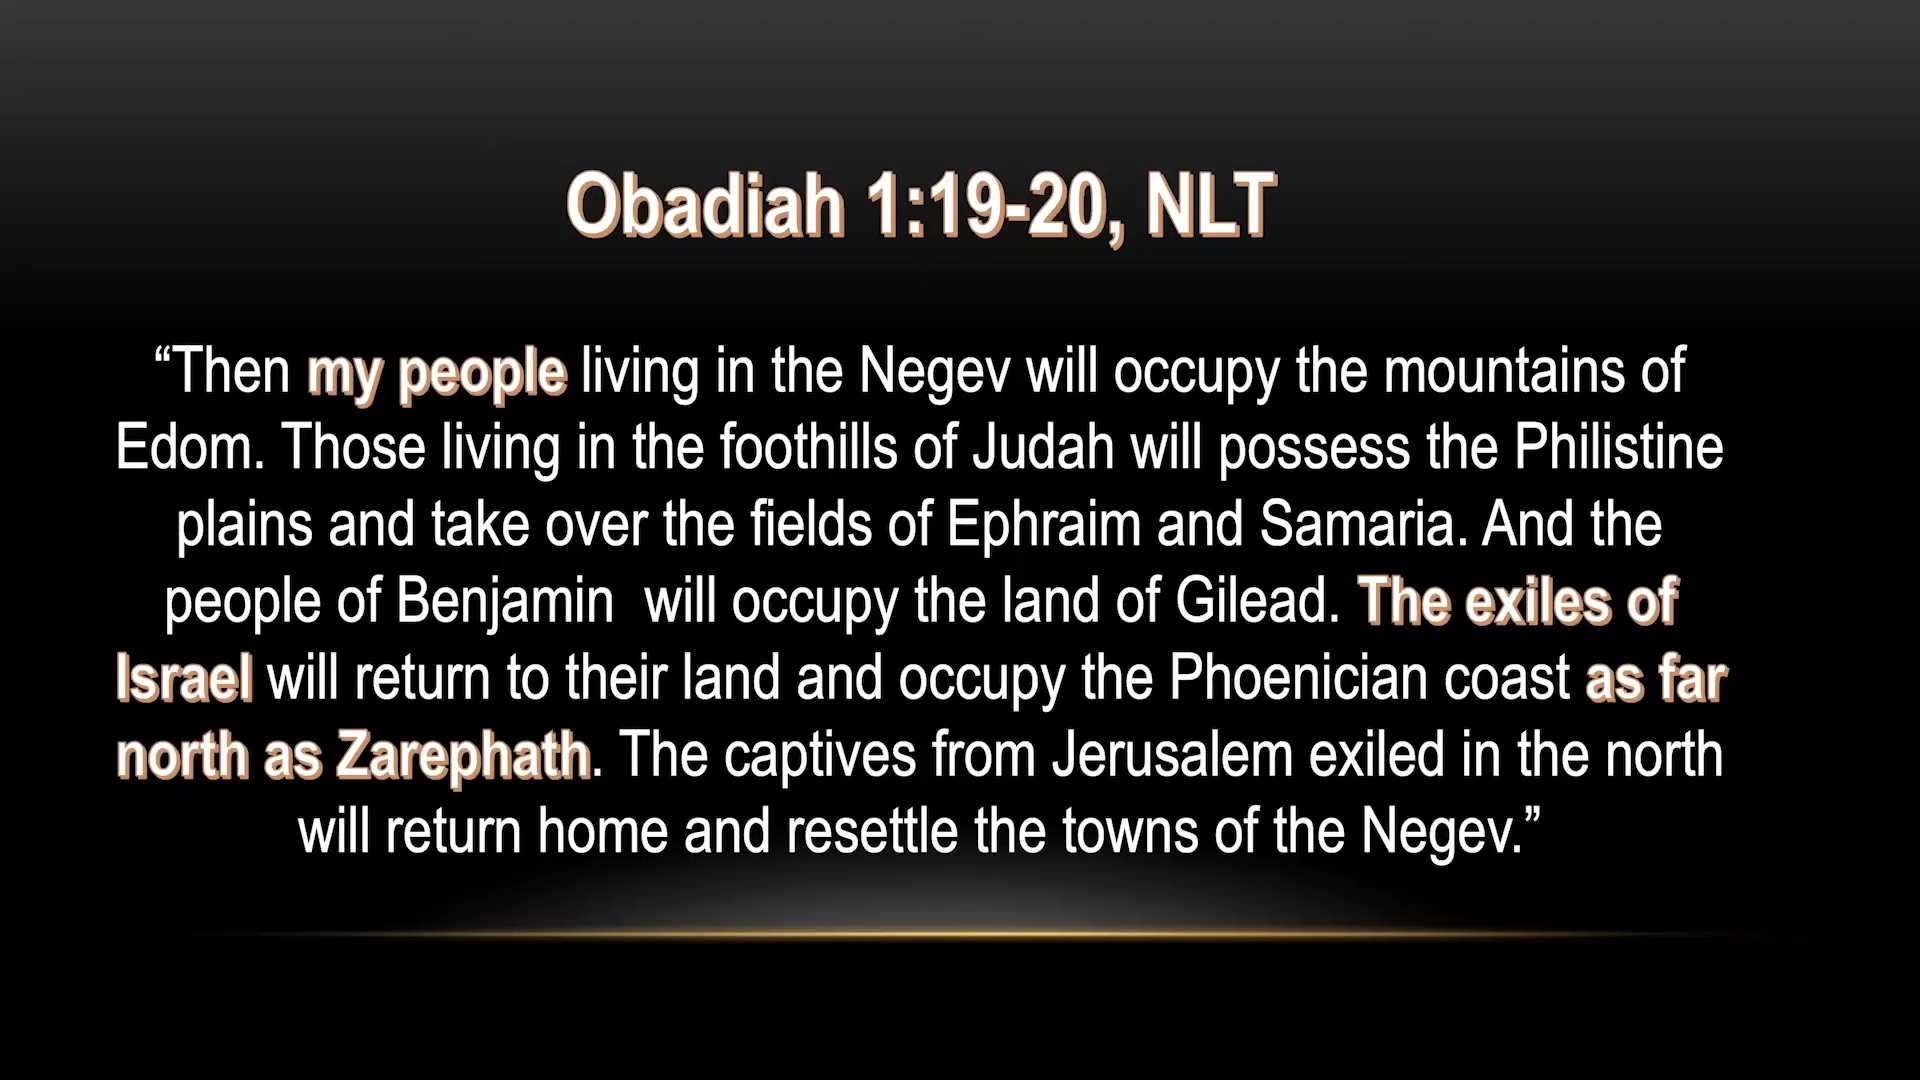 Obadiah 1:19-20, NLT
“Then my people living in the Negev will occupy the mountains of
Edom. Those living in the foothills of Judah will possess the Philistine
plains and take over the fields of Ephraim and Samaria. And the
people of Benjamin  will occupy the land of Gilead. The exiles of
Israel will return to their land and occupy the Phoenician coast as far
north as Zarephath. The captives from Jerusalem exiled in the north
will return home and resettle the towns of the Negev.”